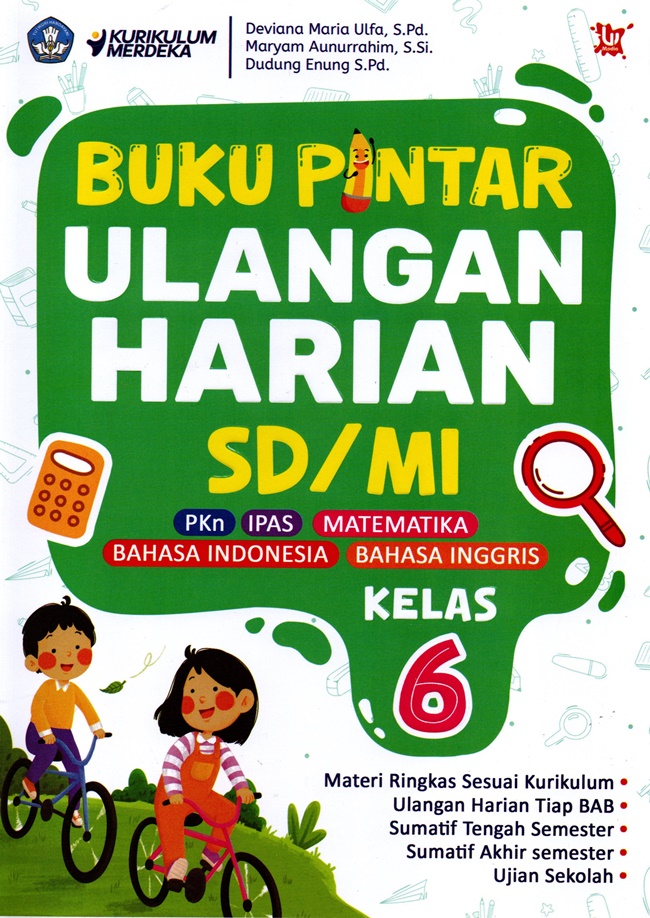 KURIKULUM
MERDEKA
Deviana Maria Ulfa, S.Pd.
Maryam Aunurrahim, S.Si.
Dudung Enung S.Pd.
Media
BUKU PINTAR
ULANGAN
HARIAN
SD/MI
PKn IPAS MATEMATIKA
BAHASA INDONESIA BAHASA INGGRIS
KELAS
6
Materi Ringkas Sesuai Kurikulum •
Ulangan Harian Tiap BAB •
Sumatif Tengah Semester •
Sumatif Akhir semester •
Ujian Sekolah •